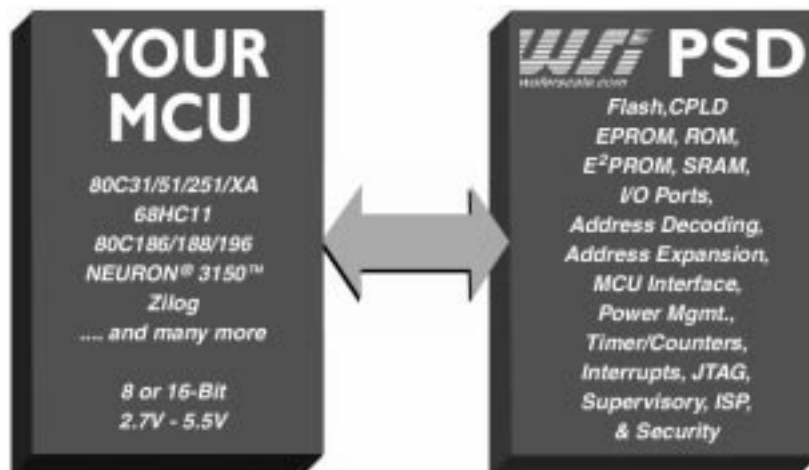 YOUR
MCU
80C31/51/251/XA
68HC11
80C186/188/196
NEURON® 3150™
Zilog
.... and many more
8 or 16-Bit
2.7V - 5.5V
WSi PSD
waferscale.com
Flash,CPLD
EPROM, ROM,
E²PROM, SRAM,
I/O Ports,
Address Decoding,
Address Expansion,
MCU Interface,
Power Mgmt.,
Timer/Counters,
Interrupts, JTAG,
Supervisory, ISP,
& Security